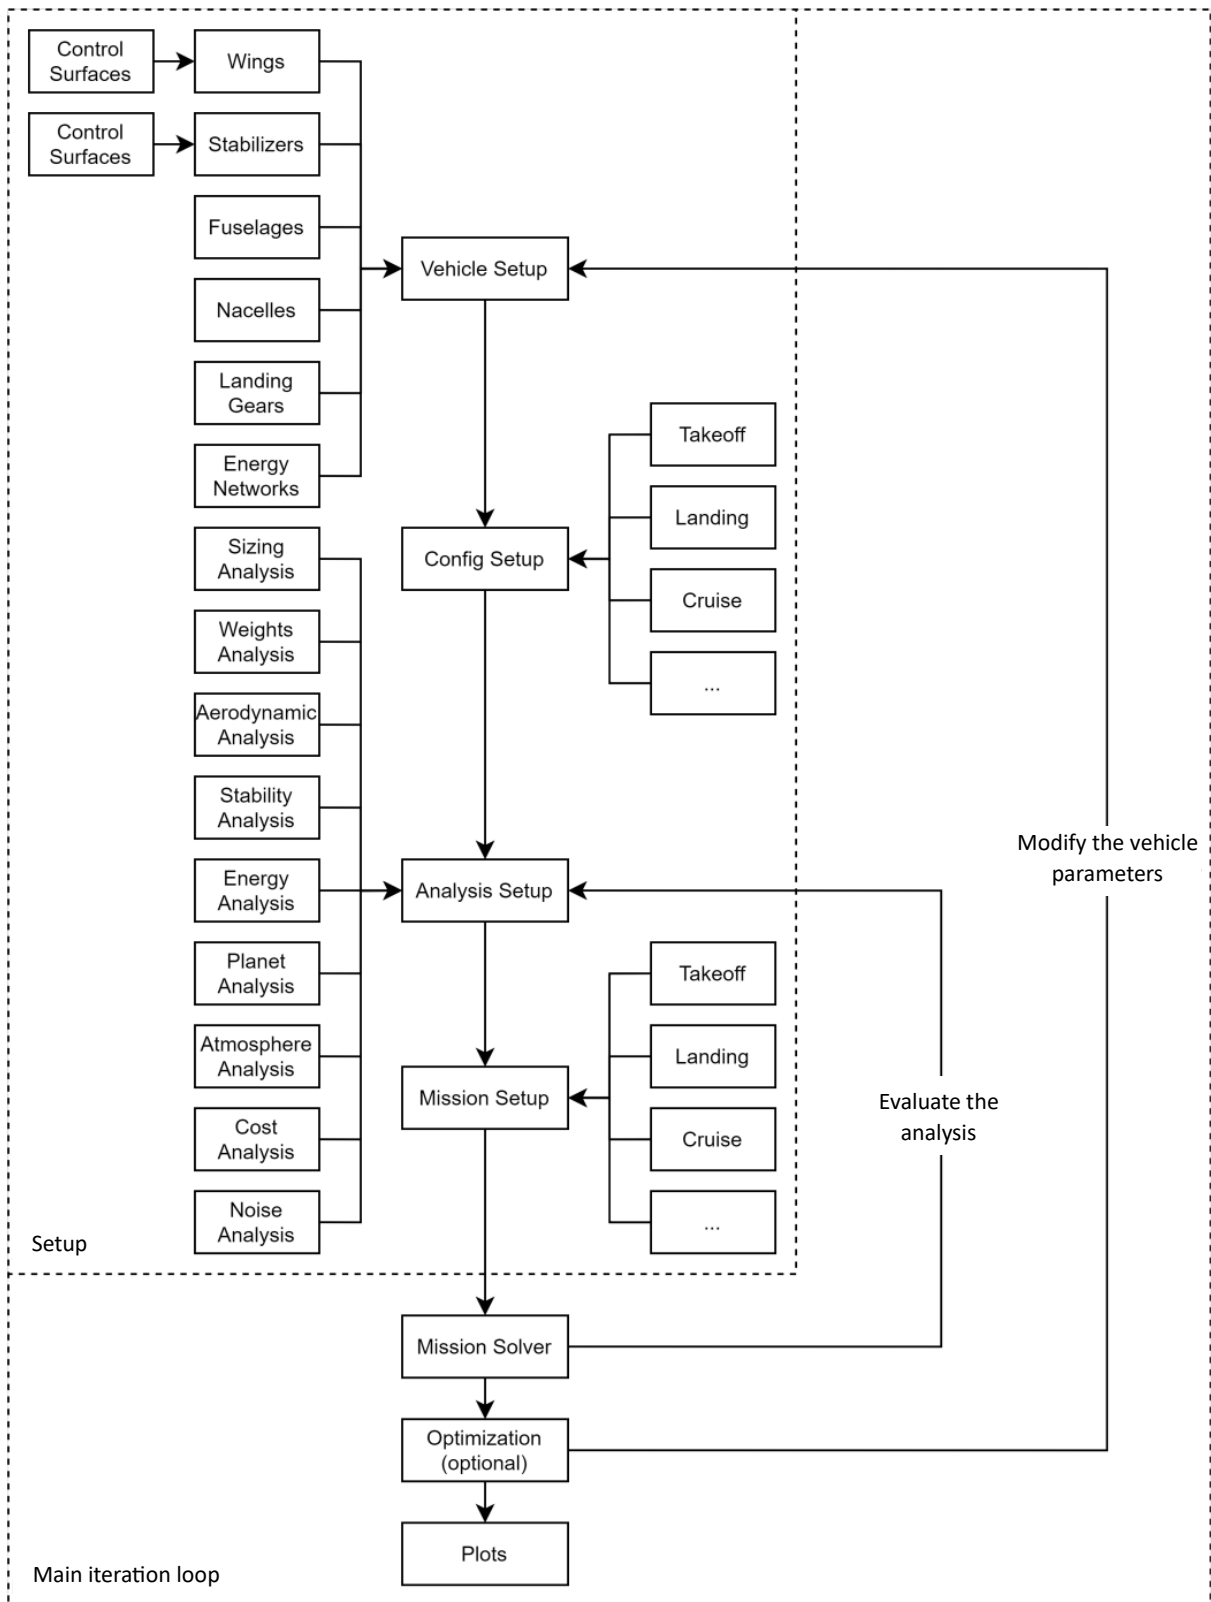 Control
Surfaces
Wings
Control
Surfaces
Stabilizers
Fuselages
Vehicle Setup
Nacelles
Landing
Gears
Energy
Networks
Takeoff
Landing
Sizing
Analysis
Config Setup
Cruise
Weights
Analysis
...
Aerodynamic
Analysis
Stability
Analysis
Modify the vehicle
parameters
Energy
Analysis
Analysis Setup
Planet
Analysis
Takeoff
Atmosphere
Analysis
Landing
Mission Setup
Evaluate the
analysis
Cost
Analysis
Cruise
Noise
Analysis
...
Setup
Mission Solver
Optimization
(optional)
Plots
Main iteration loop